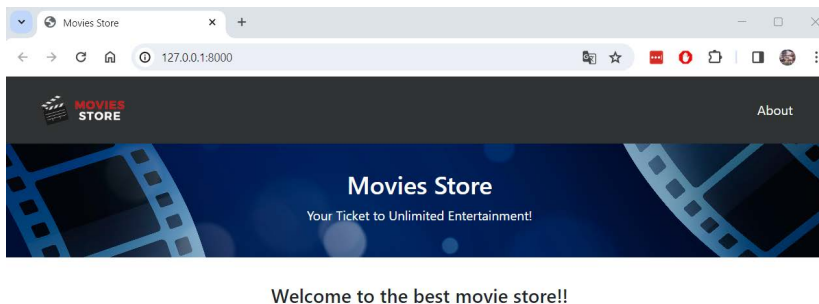 Movies Store
127.0.0.1:8000
MOVIES
STORE
About
Movies Store
Your Ticket to Unlimited Entertainment!
Welcome to the best movie store!!